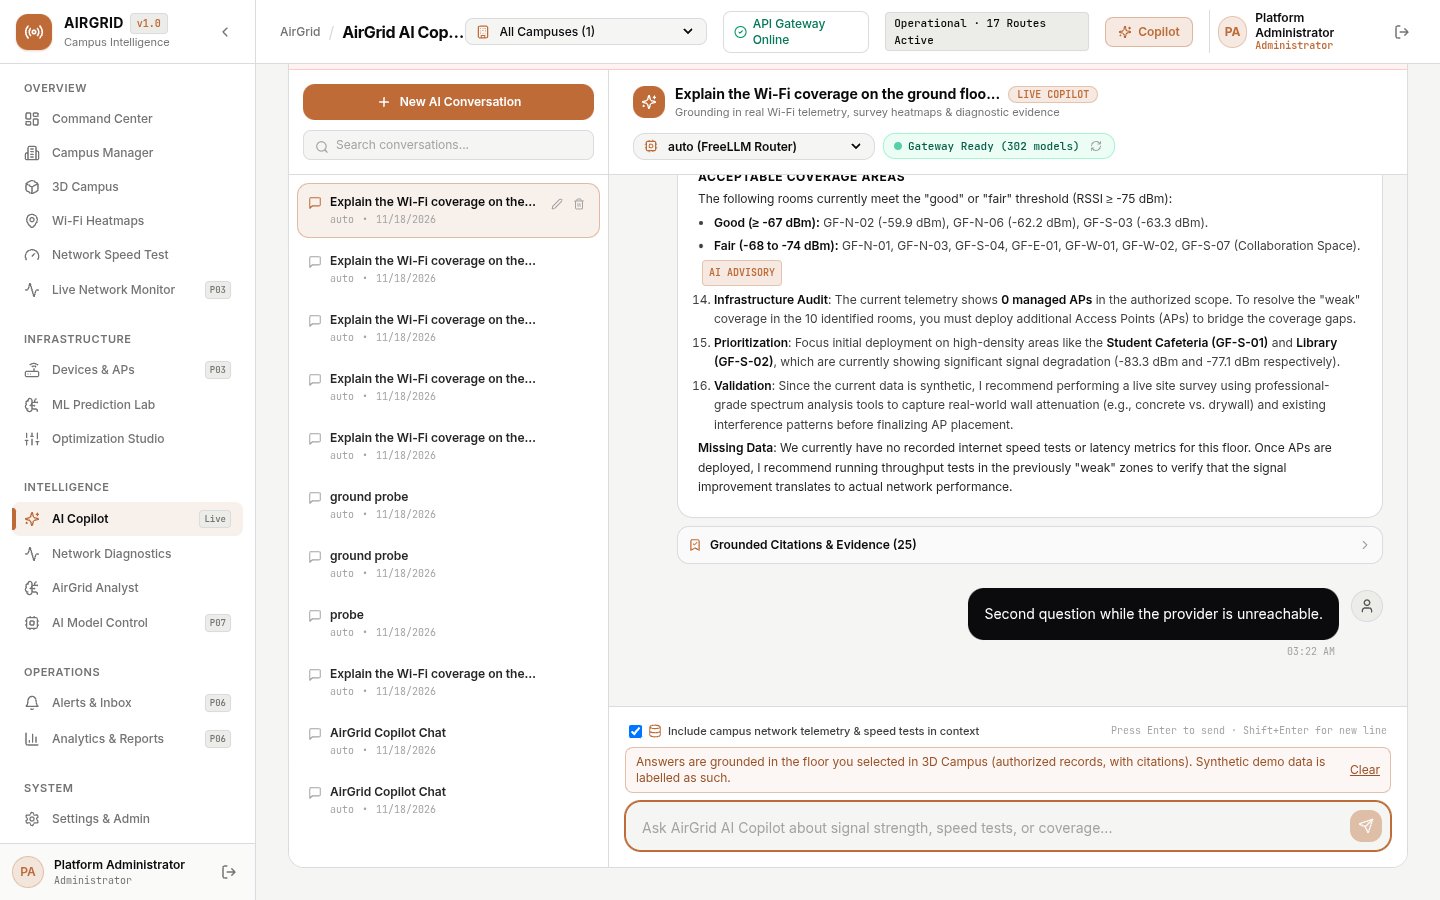 AIRGRID v1.0
Campus Intelligence
AirGrid / AirGrid AI Cop...
All Campuses (1)
API Gateway
Online
Operational · 17 Routes
Active
Copilot
PA
Platform
Administrator
Administrator
OVERVIEW
Command Center
Campus Manager
3D Campus
Wi-Fi Heatmaps
Network Speed Test
Live Network Monitor P03
INFRASTRUCTURE
Devices & APs P03
ML Prediction Lab
Optimization Studio
INTELLIGENCE
AI Copilot Live
Network Diagnostics
AirGrid Analyst
AI Model Control P07
OPERATIONS
Alerts & Inbox P06
Analytics & Reports P06
SYSTEM
Settings & Admin
PA
Platform Administrator
Administrator
New AI Conversation
Search conversations...
Explain the Wi-Fi coverage on the...
auto • 11/18/2026
Explain the Wi-Fi coverage on the...
auto • 11/18/2026
Explain the Wi-Fi coverage on the...
auto • 11/18/2026
Explain the Wi-Fi coverage on the...
auto • 11/18/2026
Explain the Wi-Fi coverage on the...
auto • 11/18/2026
ground probe
auto • 11/18/2026
ground probe
auto • 11/18/2026
probe
auto • 11/18/2026
Explain the Wi-Fi coverage on the...
auto • 11/18/2026
AirGrid Copilot Chat
auto • 11/18/2026
AirGrid Copilot Chat
auto • 11/18/2026
Explain the Wi-Fi coverage on the ground floo... LIVE COPILOT
Grounding in real Wi-Fi telemetry, survey heatmaps & diagnostic evidence
auto (FreeLLM Router)
Gateway Ready (302 models)
ACCEPTABLE COVERAGE AREAS
The following rooms currently meet the "good" or "fair" threshold (RSSI ≥ -75 dBm):
• Good (≥ -67 dBm): GF-N-02 (-59.9 dBm), GF-N-06 (-62.2 dBm), GF-S-03 (-63.3 dBm).
• Fair (-68 to -74 dBm): GF-N-01, GF-N-03, GF-S-04, GF-E-01, GF-W-01, GF-W-02, GF-S-07 (Collaboration Space).
AI ADVISORY
14. Infrastructure Audit: The current telemetry shows 0 managed APs in the authorized scope. To resolve the "weak"
coverage in the 10 identified rooms, you must deploy additional Access Points (APs) to bridge the coverage gaps.
15. Prioritization: Focus initial deployment on high-density areas like the Student Cafeteria (GF-S-01) and Library
(GF-S-02), which are currently showing significant signal degradation (-83.3 dBm and -77.1 dBm respectively).
16. Validation: Since the current data is synthetic, I recommend performing a live site survey using professional-
grade spectrum analysis tools to capture real-world wall attenuation (e.g., concrete vs. drywall) and existing
interference patterns before finalizing AP placement.
Missing Data: We currently have no recorded internet speed tests or latency metrics for this floor. Once APs are
deployed, I recommend running throughput tests in the previously "weak" zones to verify that the signal
improvement translates to actual network performance.
Grounded Citations & Evidence (25)
Second question while the provider is unreachable.
03:22 AM
Include campus network telemetry & speed tests in context
Press Enter to send · Shift+Enter for new line
Answers are grounded in the floor you selected in 3D Campus (authorized records, with citations). Synthetic demo data is
labelled as such.
Clear
Ask AirGrid AI Copilot about signal strength, speed tests, or coverage...